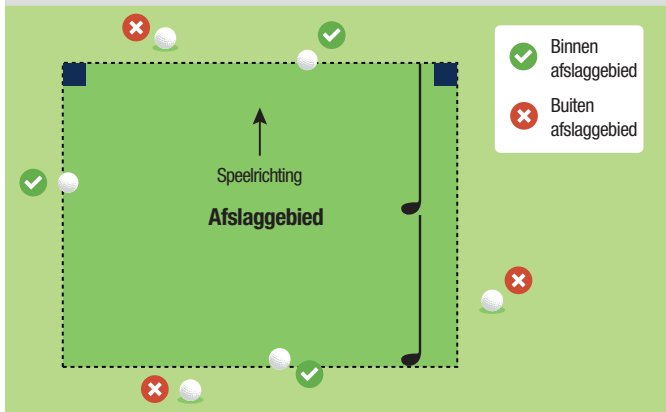 Binnen
afslaggebied
Buiten
afslaggebied
Speelrichting
Afslaggebied